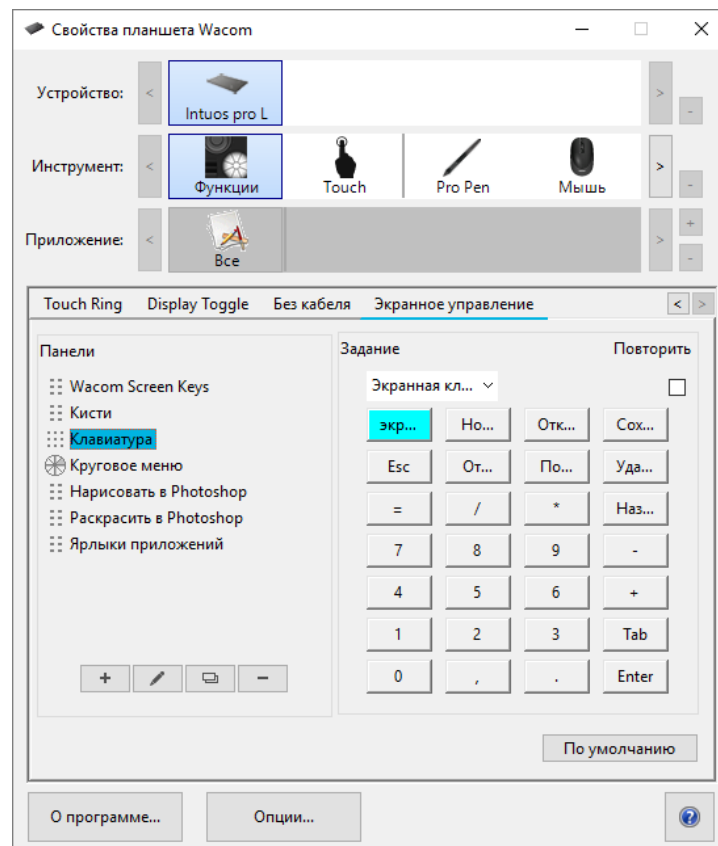 Свойства планшета Wacom
Устройство:
<
Intuos pro L
>
-
Инструмент:
<
Функции
Touch
Pro Pen
Мышь
>
-
Приложение:
<
Все
>
+
-
Touch Ring Display Toggle Без кабеля Экранное управление < >
Панели
Wacom Screen Keys
Кисти
Клавиатура
Круговое меню
Нарисовать в Photoshop
Раскрасить в Photoshop
Ярлыки приложений
+ −
Задание Повторить
Экранная кл...
экр... Но... Отк... Сох...
Esc От... По... Уда...
= / * Наз...
7 8 9 -
4 5 6 +
1 2 3 Tab
0 , . Enter
По умолчанию
О программе... Опции... ?